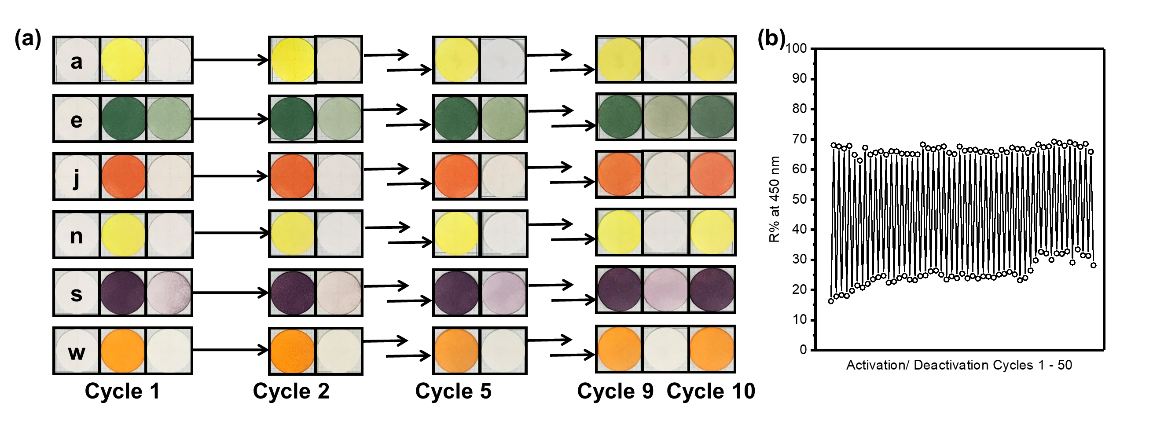 (a)
a
e
j
n
s
w
Cycle 1 Cycle 2 Cycle 5 Cycle 9 Cycle 10
(b)
100
90
80
70
60
50
40
30
20
10
0
R% at 450 nm
Activation/ Deactivation Cycles 1 - 50